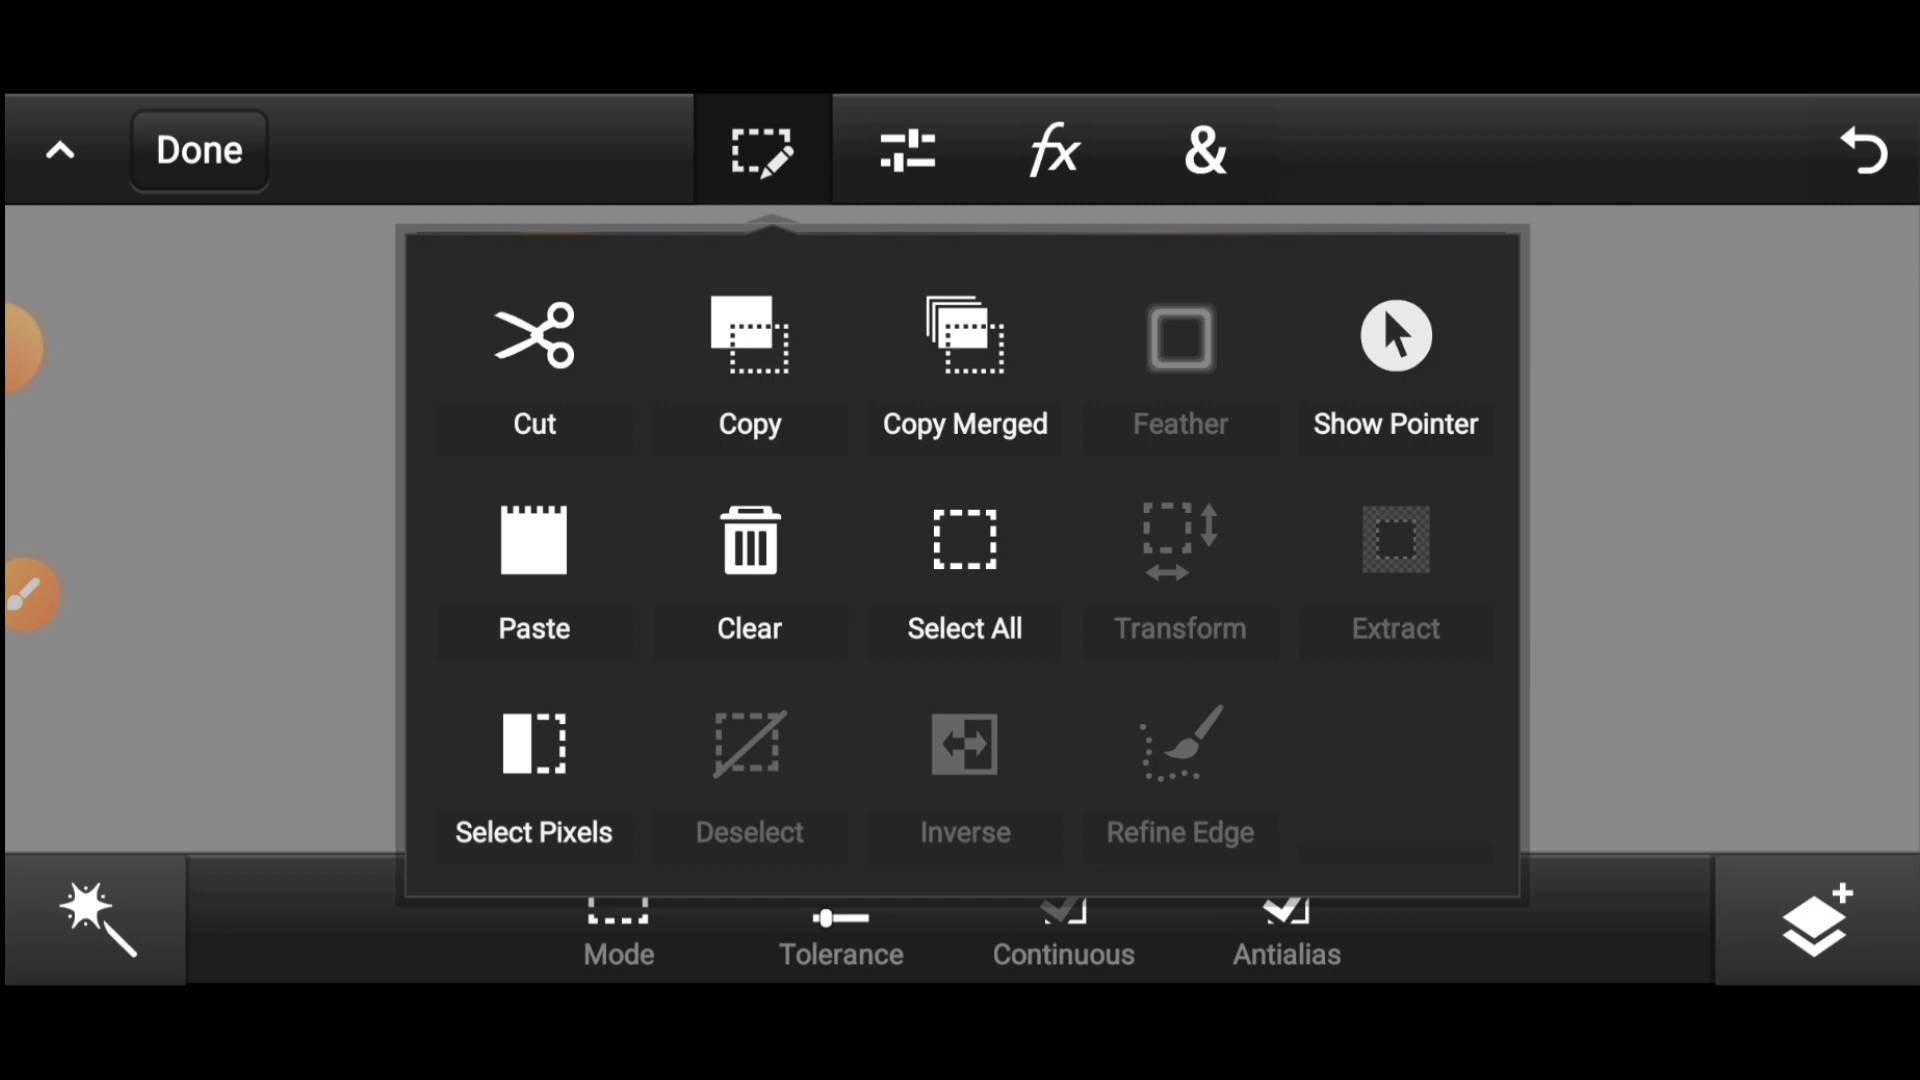 Done
fx
&
Cut
Copy
Copy Merged
Feather
Show Pointer
Paste
Clear
Select All
Transform
Extract
Select Pixels
Deselect
Inverse
Refine Edge
Mode
Tolerance
Continuous
Antialias